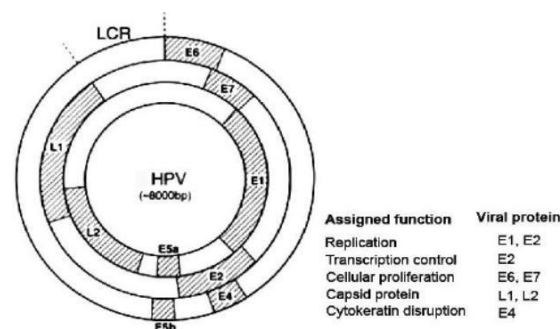 LCR
E6
E7
L1
HPV
(~8000bp)
E1
L2
E5a
E2
E4
E5b
Assigned function Viral protein
Replication E1, E2
Transcription control E2
Cellular proliferation E6, E7
Capsid protein L1, L2
Cytokeratin disruption E4